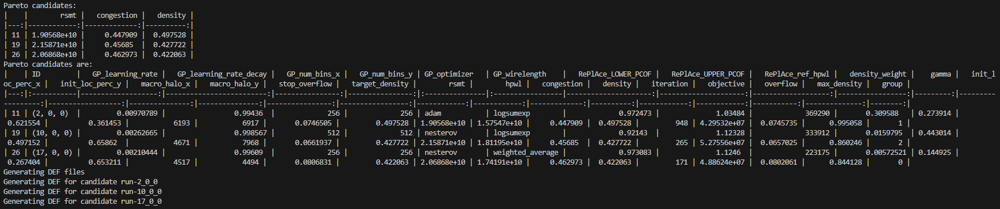 Pareto candidates:
|    |        rsmt |   congestion |   density |
|---:|------------:|-------------:|----------:|
| 11 | 1.90568e+10 |     0.447909 |  0.497528 |
| 19 | 2.15871e+10 |     0.45685  |  0.427722 |
| 26 | 2.06868e+10 |     0.462973 |  0.422063 |
Pareto candidates are:
|    | ID         |   GP_learning_rate |   GP_learning_rate_decay |   GP_num_bins_x |   GP_num_bins_y | GP_optimizer   | GP_wirelength    |   RePlAce_LOWER_PCOF |   RePlAce_UPPER_PCOF |   RePlAce_ref_hpwl |   density_weight |    gamma |   init_l
oc_perc_x |   init_loc_perc_y |   macro_halo_x |   macro_halo_y |   stop_overflow |   target_density |        rsmt |        hpwl |   congestion |   density |   iteration |   objective |   overflow |   max_density |   group |
|---:|:-----------|-------------------:|-------------------------:|----------------:|----------------:|:---------------|:-----------------|---------------------:|---------------------:|-------------------:|-----------------:|---------:|---------
----------:|------------------:|---------------:|---------------:|----------------:|-----------------:|------------:|------------:|-------------:|----------:|------------:|------------:|-----------:|--------------:|--------:|
| 11 | (2, 0, 0)  |         0.00970789 |                 0.99436  |             256 |             256 | adam           | logsumexp        |             0.972473 |              1.03484 |             369290 |       0.309588   | 0.273914 |
 0.621554 |          0.361453 |           6193 |           6917 |       0.0746505 |         0.497528 | 1.90568e+10 | 1.57547e+10 |     0.447909 |  0.497528 |         948 | 4.29532e+07 |  0.0745735 |      0.995058 |       1 |
| 19 | (10, 0, 0) |         0.00262665 |                 0.998567 |             512 |             512 | nesterov       | logsumexp        |             0.92143  |              1.12328 |             333912 |       0.0159795  | 0.443014 |
 0.497152 |          0.65862  |           4671 |           7968 |       0.0661937 |         0.427722 | 2.15871e+10 | 1.81195e+10 |     0.45685  |  0.427722 |         265 | 5.27556e+07 |  0.0657025 |      0.860246 |       2 |
| 26 | (17, 0, 0) |         0.00210444 |                 0.99609  |             256 |             256 | nesterov       | weighted_average |             0.973083 |              1.1246  |             223175 |       0.00572521 | 0.144925 |
 0.267404 |          0.653211 |           4517 |           4494 |       0.0806831 |         0.422063 | 2.06868e+10 | 1.74191e+10 |     0.462973 |  0.422063 |         171 | 4.88624e+07 |  0.0802061 |      0.844128 |       0 |
Generating DEF files
Generating DEF for candidate run-2_0_0
Generating DEF for candidate run-10_0_0
Generating DEF for candidate run-17_0_0